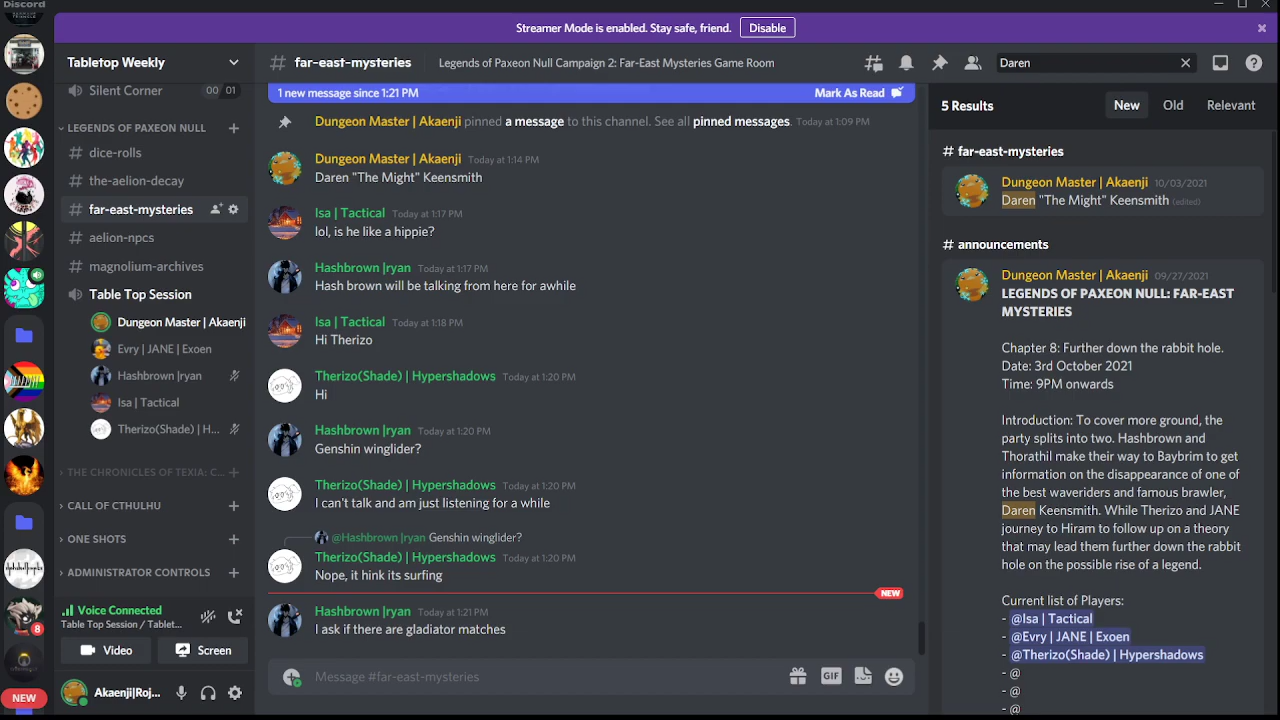 Discord
Streamer Mode is enabled. Stay safe, friend.
Disable
Tabletop Weekly
far-east-mysteries
Legends of Paxeon Null Campaign 2: Far-East Mysteries Game Room
Daren
Silent Corner
00 01
LEGENDS OF PAXEON NULL
dice-rolls
the-aelion-decay
far-east-mysteries
aelion-npcs
magnolium-archives
Table Top Session
Dungeon Master | Akaenji
Evry | JANE | Exoen
Hashbrown |ryan
Isa | Tactical
Therizo(Shade) | H...
THE CHRONICLES OF TEXIA: C...
CALL OF CTHULHU
ONE SHOTS
ADMINISTRATOR CONTROLS
Voice Connected
Table Top Session / Tablet...
Video
Screen
Akaenji|Roj...
8
NEW
1 new message since 1:21 PM
Mark As Read
Dungeon Master | Akaenji pinned a message to this channel. See all pinned messages. Today at 1:09 PM
Dungeon Master | Akaenji Today at 1:14 PM
Daren "The Might" Keensmith
Isa | Tactical Today at 1:17 PM
lol, is he like a hippie?
Hashbrown |ryan Today at 1:17 PM
Hash brown will be talking from here for awhile
Isa | Tactical Today at 1:18 PM
Hi Therizo
Therizo(Shade) | Hypershadows Today at 1:20 PM
Hi
Hashbrown |ryan Today at 1:20 PM
Genshin winglider?
Therizo(Shade) | Hypershadows Today at 1:20 PM
I can't talk and am just listening for a while
@Hashbrown |ryan Genshin winglider?
Therizo(Shade) | Hypershadows Today at 1:20 PM
Nope, it hink its surfing
NEW
Hashbrown |ryan Today at 1:21 PM
I ask if there are gladiator matches
Message #far-east-mysteries
GIF
5 Results
New
Old
Relevant
# far-east-mysteries
Dungeon Master | Akaenji 10/03/2021
Daren "The Might" Keensmith (edited)
# announcements
Dungeon Master | Akaenji 09/27/2021
LEGENDS OF PAXEON NULL: FAR-EAST
MYSTERIES
Chapter 8: Further down the rabbit hole.
Date: 3rd October 2021
Time: 9PM onwards
Introduction: To cover more ground, the
party splits into two. Hashbrown and
Thorathil make their way to Baybrim to get
information on the disappearance of one of
the best waveriders and famous brawler,
Daren Keensmith. While Therizo and JANE
journey to Hiram to follow up on a theory
that may lead them further down the rabbit
hole on the possible rise of a legend.
Current list of Players:
- @Isa | Tactical
- @Evry | JANE | Exoen
- @Therizo(Shade) | Hypershadows
- @
- @
- @